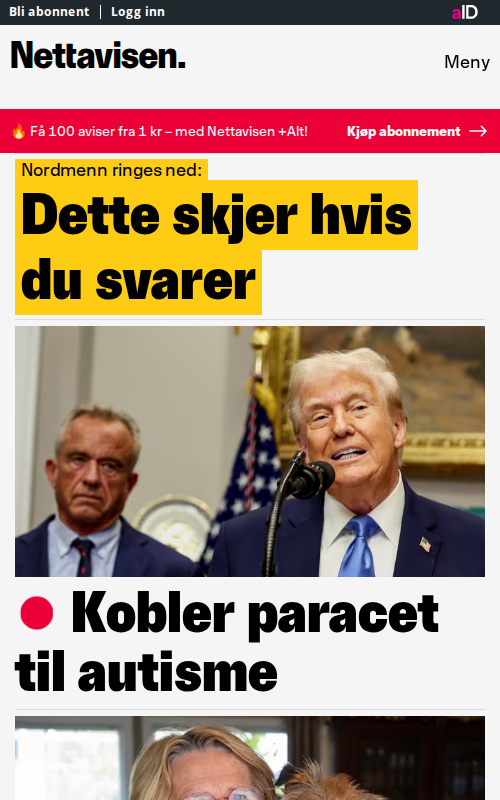 Bli abonnent | Logg inn
aID
Nettavisen.
Meny
🔥 Få 100 aviser fra 1 kr – med Nettavisen +Alt!
Kjøp abonnement →
Nordmenn ringes ned:
Dette skjer hvis
du svarer
Kobler paracet
til autisme